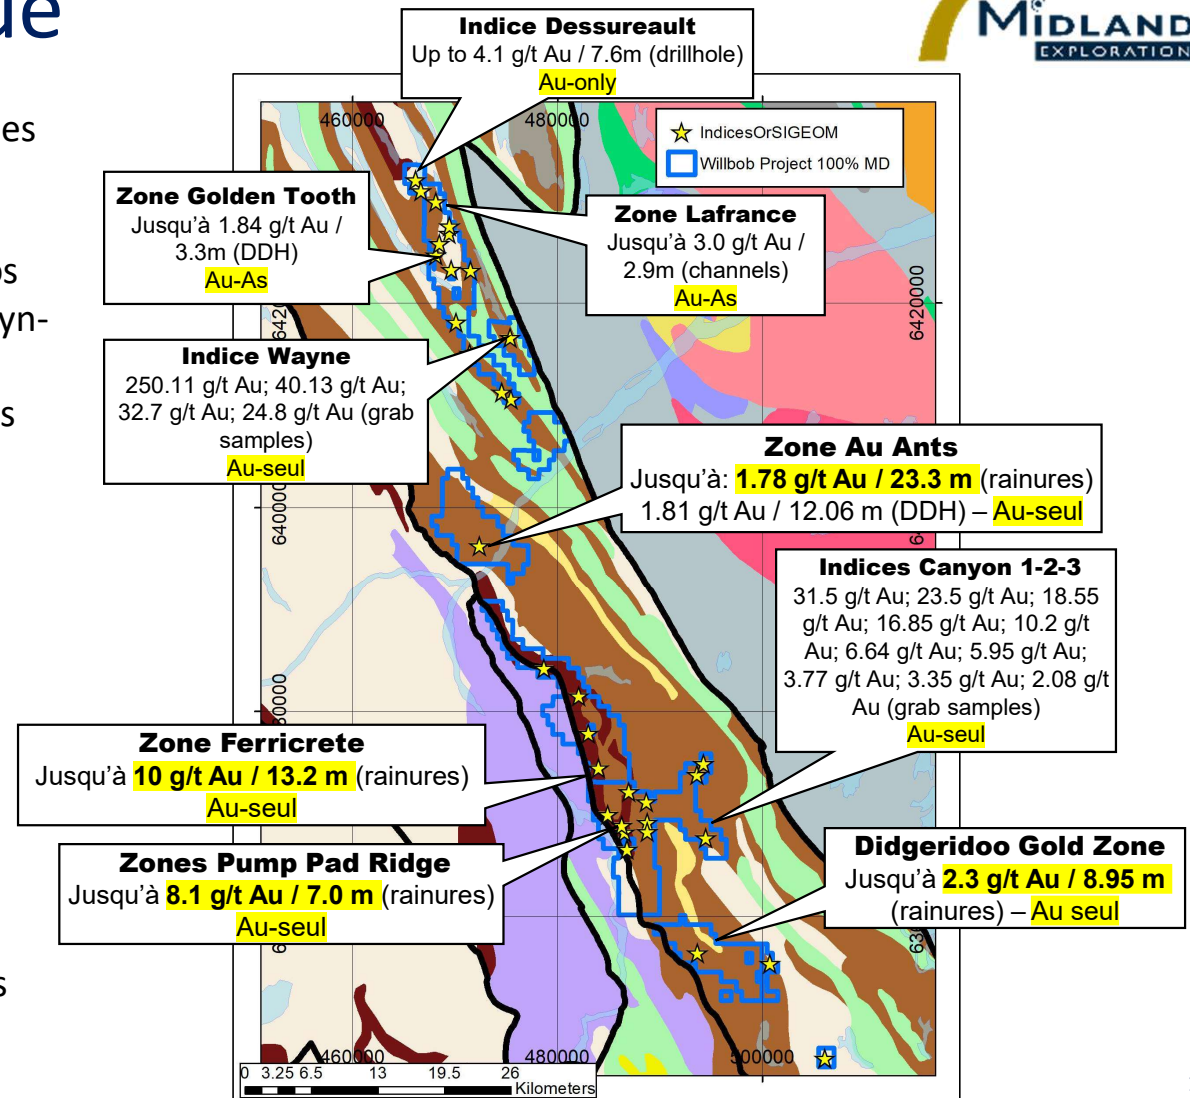 ue
MIDLAND
EXPLORATION
es
os
yn-
s
s
Indice Dessureault
Up to 4.1 g/t Au / 7.6m (drillhole)
Au-only
460000
480000
IndicesOrSIGEOM
Willbob Project 100% MD
Zone Golden Tooth
Jusqu'à 1.84 g/t Au /
3.3m (DDH)
Au-As
Zone Lafrance
Jusqu'à 3.0 g/t Au /
2.9m (channels)
Au-As
6420000
Indice Wayne
250.11 g/t Au; 40.13 g/t Au;
32.7 g/t Au; 24.8 g/t Au (grab
samples)
Au-seul
Zone Au Ants
Jusqu'à: 1.78 g/t Au / 23.3 m (rainures)
1.81 g/t Au / 12.06 m (DDH) – Au-seul
Indices Canyon 1-2-3
31.5 g/t Au; 23.5 g/t Au; 18.55
g/t Au; 16.85 g/t Au; 10.2 g/t
Au; 6.64 g/t Au; 5.95 g/t Au;
3.77 g/t Au; 3.35 g/t Au; 2.08 g/t
Au (grab samples)
Au-seul
Zone Ferricrete
Jusqu'à 10 g/t Au / 13.2 m (rainures)
Au-seul
Zones Pump Pad Ridge
Jusqu'à 8.1 g/t Au / 7.0 m (rainures)
Au-seul
Didgeridoo Gold Zone
Jusqu'à 2.3 g/t Au / 8.95 m
(rainures) – Au seul
460000
480000
500000
0 3.25 6.5 13 19.5 26
Kilometers